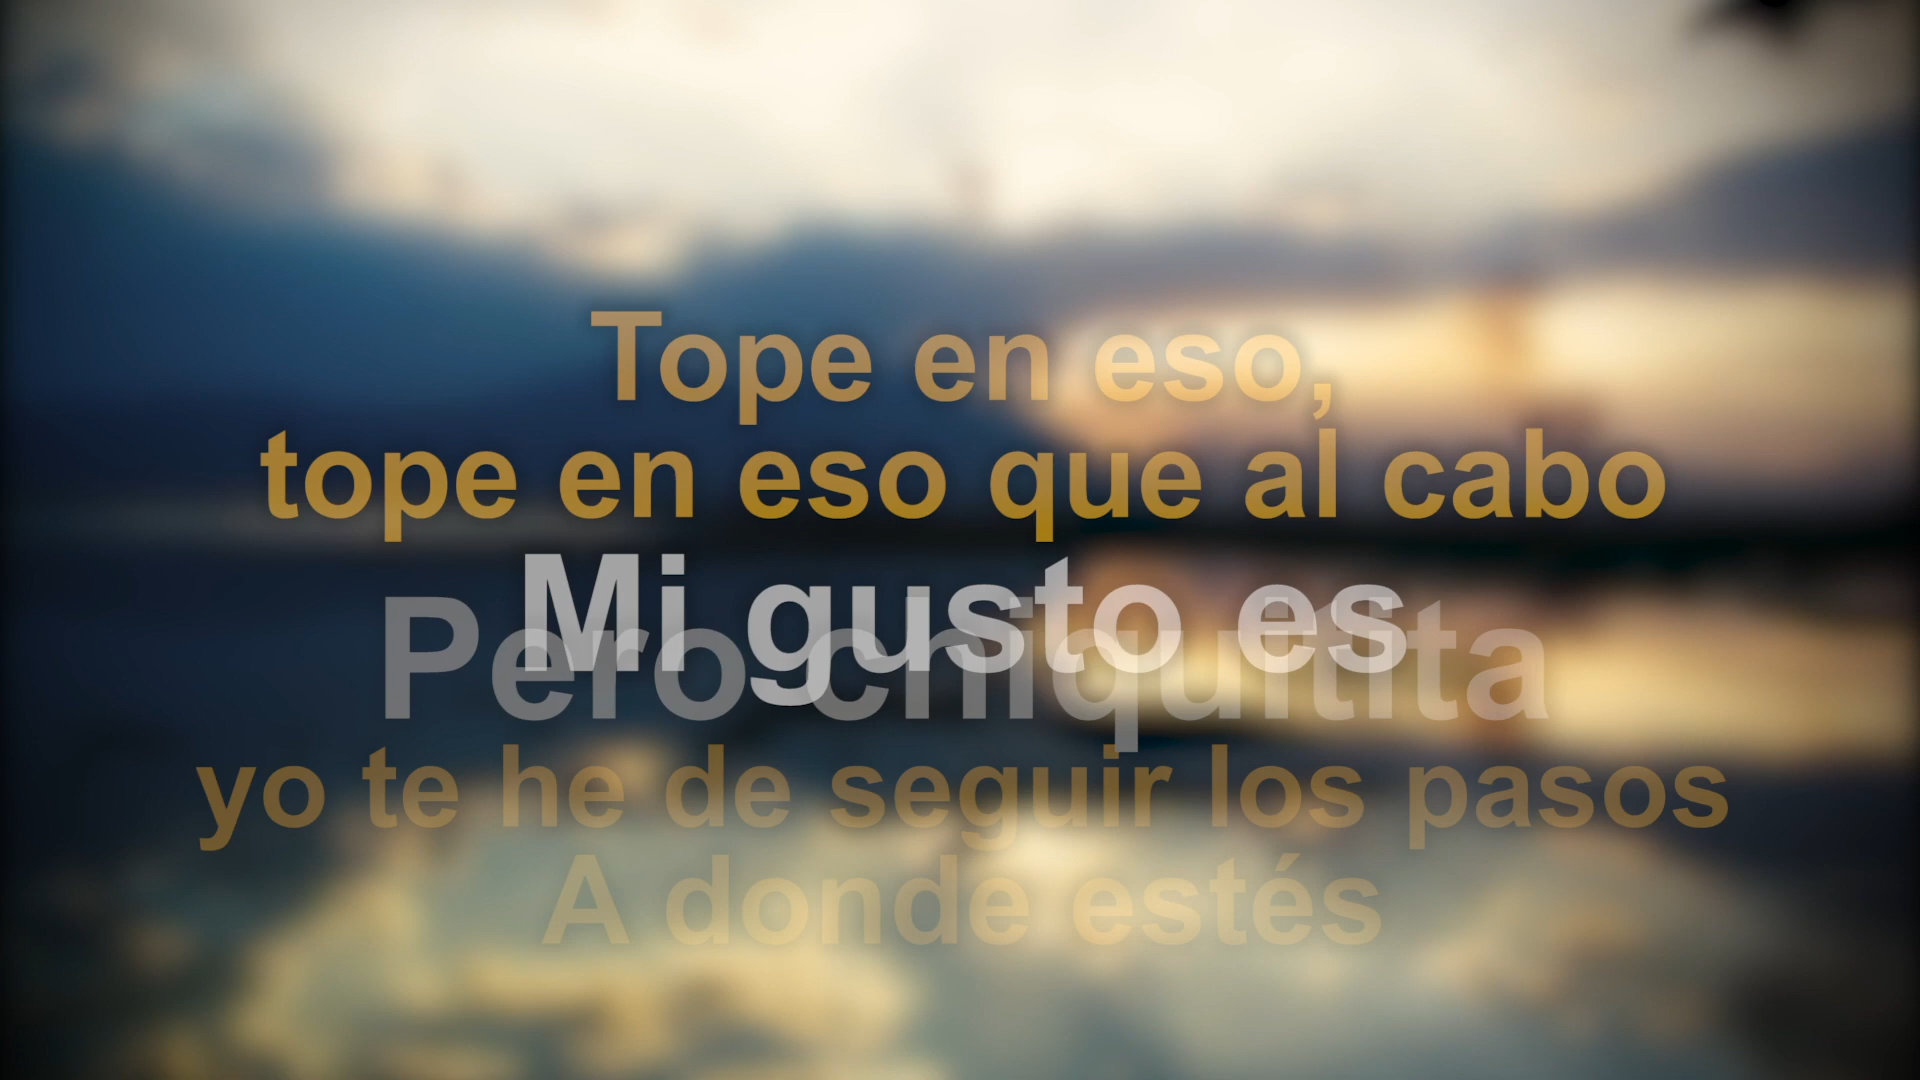 Tope en eso,
tope en eso que al cabo
Mi gusto es
Pero chiquitita
yo te he de seguir los pasos
A donde estés